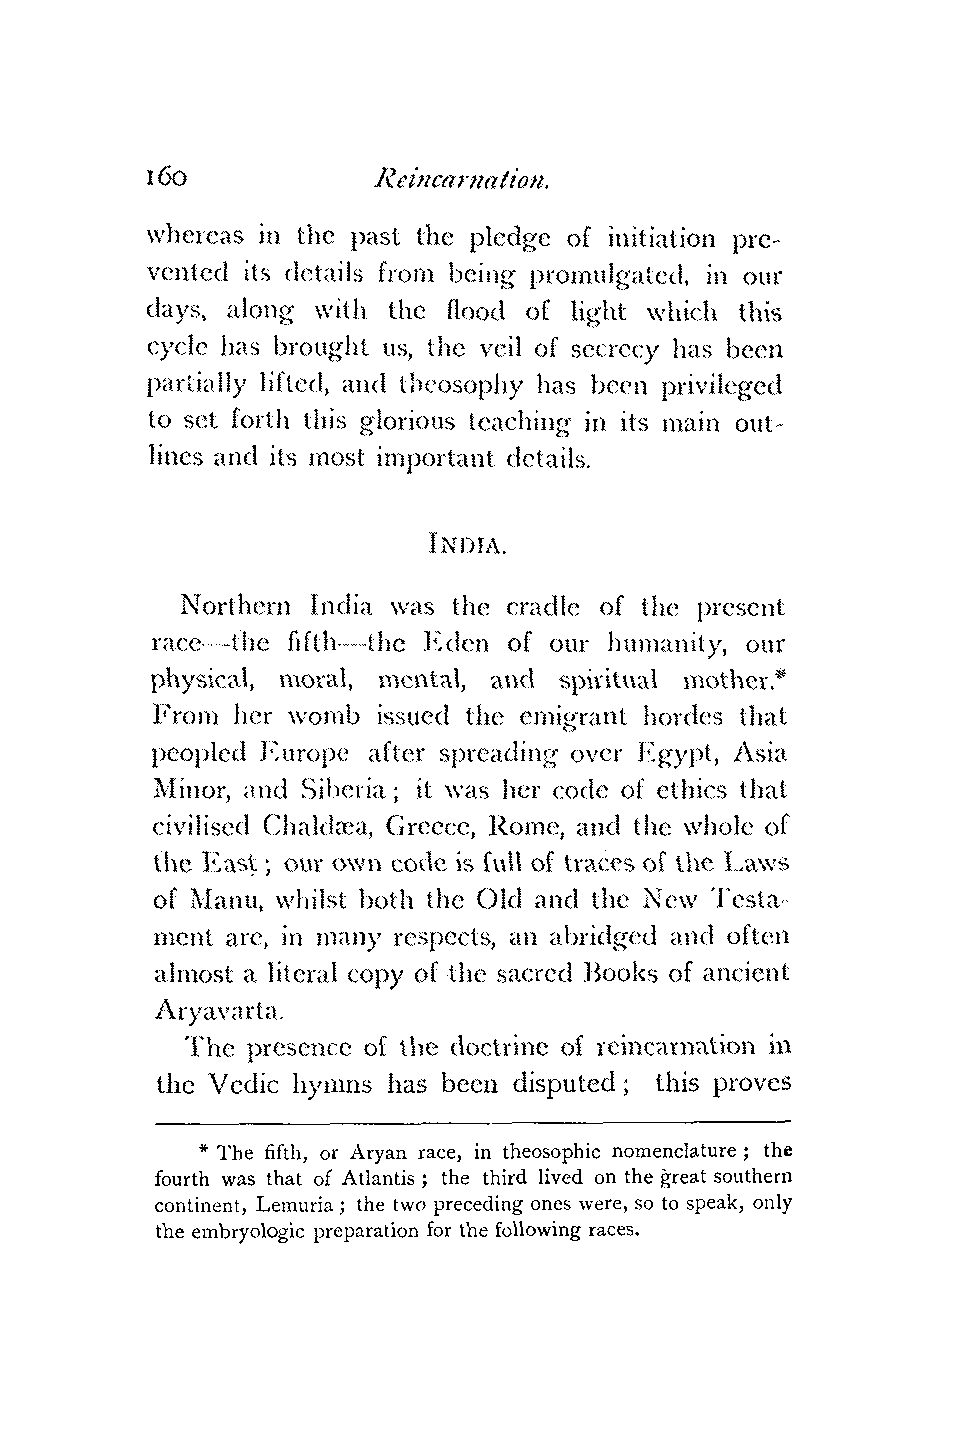 160 Reincarnation.
whereas in the past the pledge of initiation pre-
vented its details from being promulgated, in our
days, along with the flood of light which this
cycle has brought us, the veil of secrecy has been
partially lifted, and theosophy has been privileged
to set forth this glorious teaching in its main out-
lines and its most important details.
INDIA.
Northern India was the cradle of the present
race—the fifth—the Eden of our humanity, our
physical, moral, mental, and spiritual mother.*
From her womb issued the emigrant hordes that
peopled Europe after spreading over Egypt, Asia
Minor, and Siberia; it was her code of ethics that
civilised Chaldæa, Greece, Rome, and the whole of
the East; our own code is full of traces of the Laws
of Manu, whilst both the Old and the New Testa-
ment are, in many respects, an abridged and often
almost a literal copy of the sacred Books of ancient
Aryavarta.
The presence of the doctrine of reincarnation in
the Vedic hymns has been disputed; this proves
* The fifth, or Aryan race, in theosophic nomenclature; the
fourth was that of Atlantis; the third lived on the great southern
continent, Lemuria; the two preceding ones were, so to speak, only
the embryologic preparation for the following races.